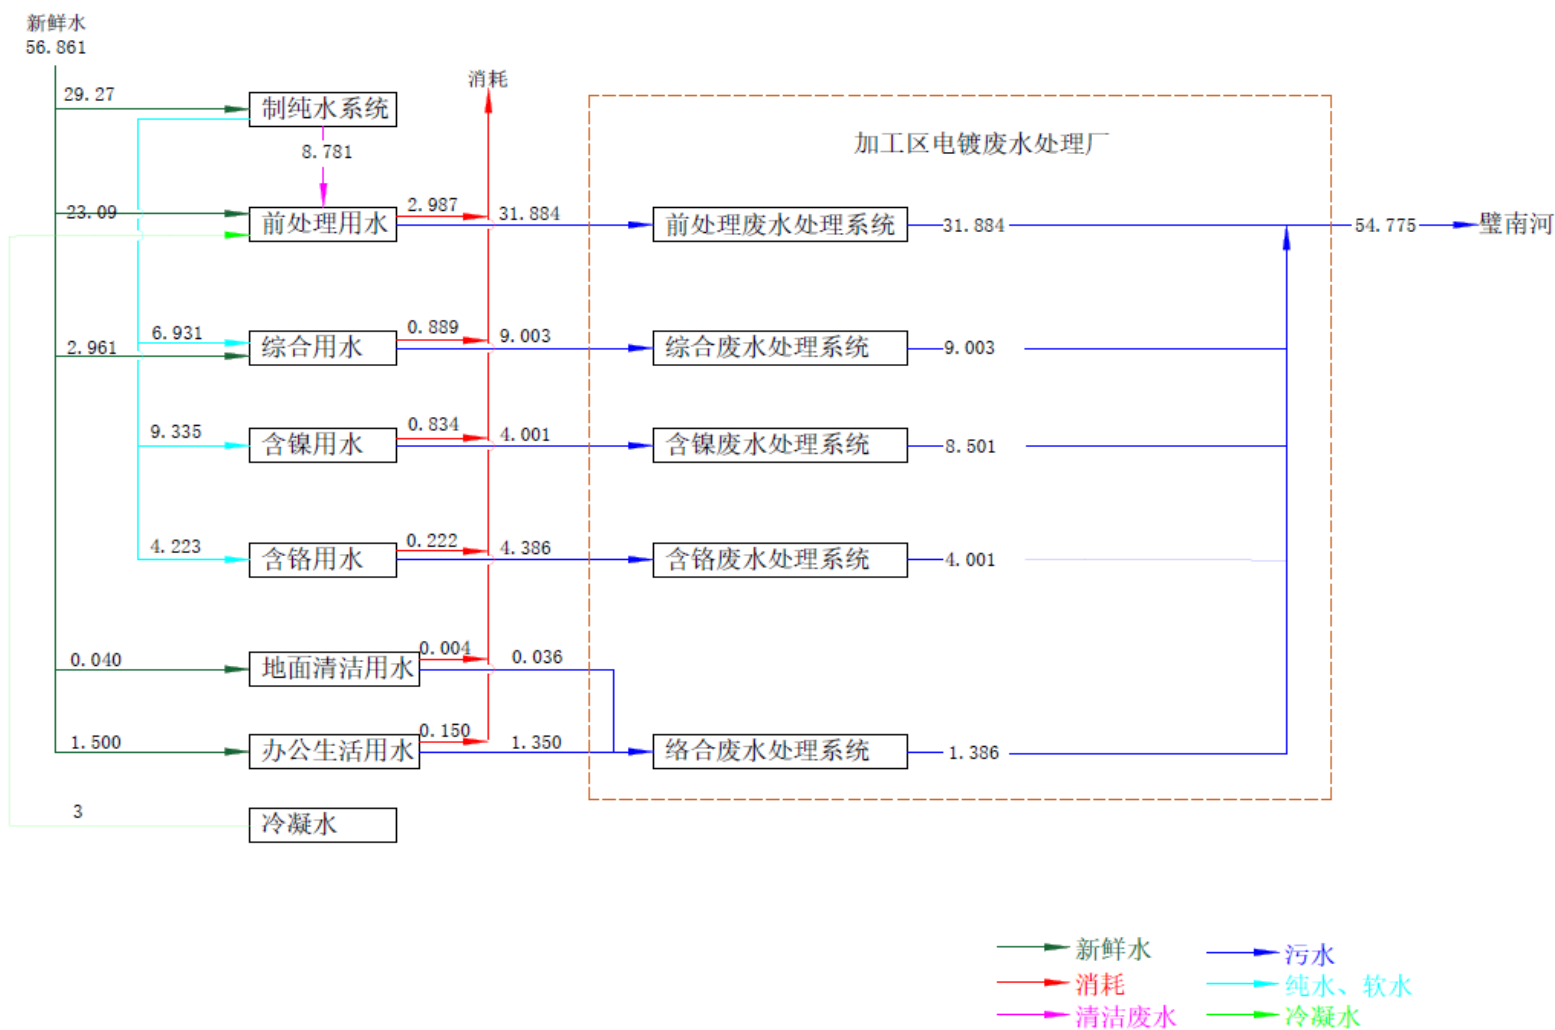 新鲜水
56.861
29.27
制纯水系统
消耗
加工区电镀废水处理厂
8.781
23.09
前处理用水
2.987
31.884
前处理废水处理系统
31.884
54.775
璧南河
2.961
6.931
综合用水
0.889
9.003
综合废水处理系统
9.003
9.335
含镍用水
0.834
4.001
含镍废水处理系统
8.501
4.223
含铬用水
0.222
4.386
含铬废水处理系统
4.001
0.040
地面清洁用水
0.004
0.036
1.500
办公生活用水
0.150
1.350
络合废水处理系统
1.386
3
冷凝水
新鲜水
污水
消耗
纯水、软水
清洁废水
冷凝水